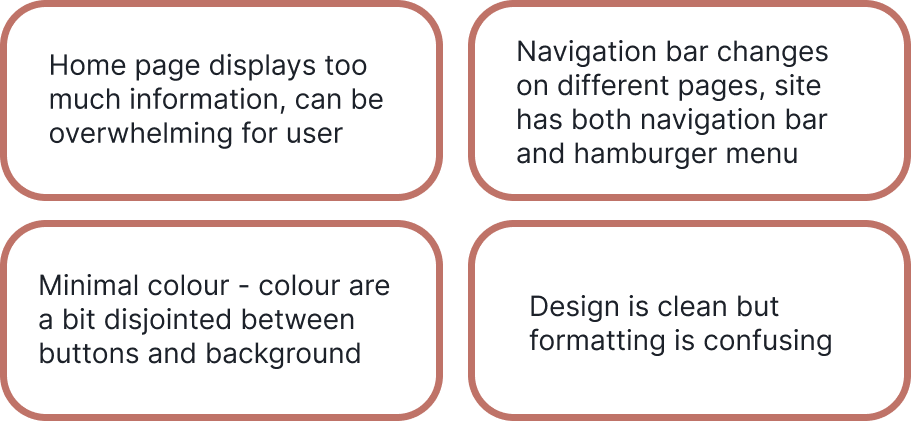 Home page displays too
much information, can be
overwhelming for user
Navigation bar changes
on different pages, site
has both navigation bar
and hamburger menu
Minimal colour - colour are
a bit disjointed between
buttons and background
Design is clean but
formatting is confusing